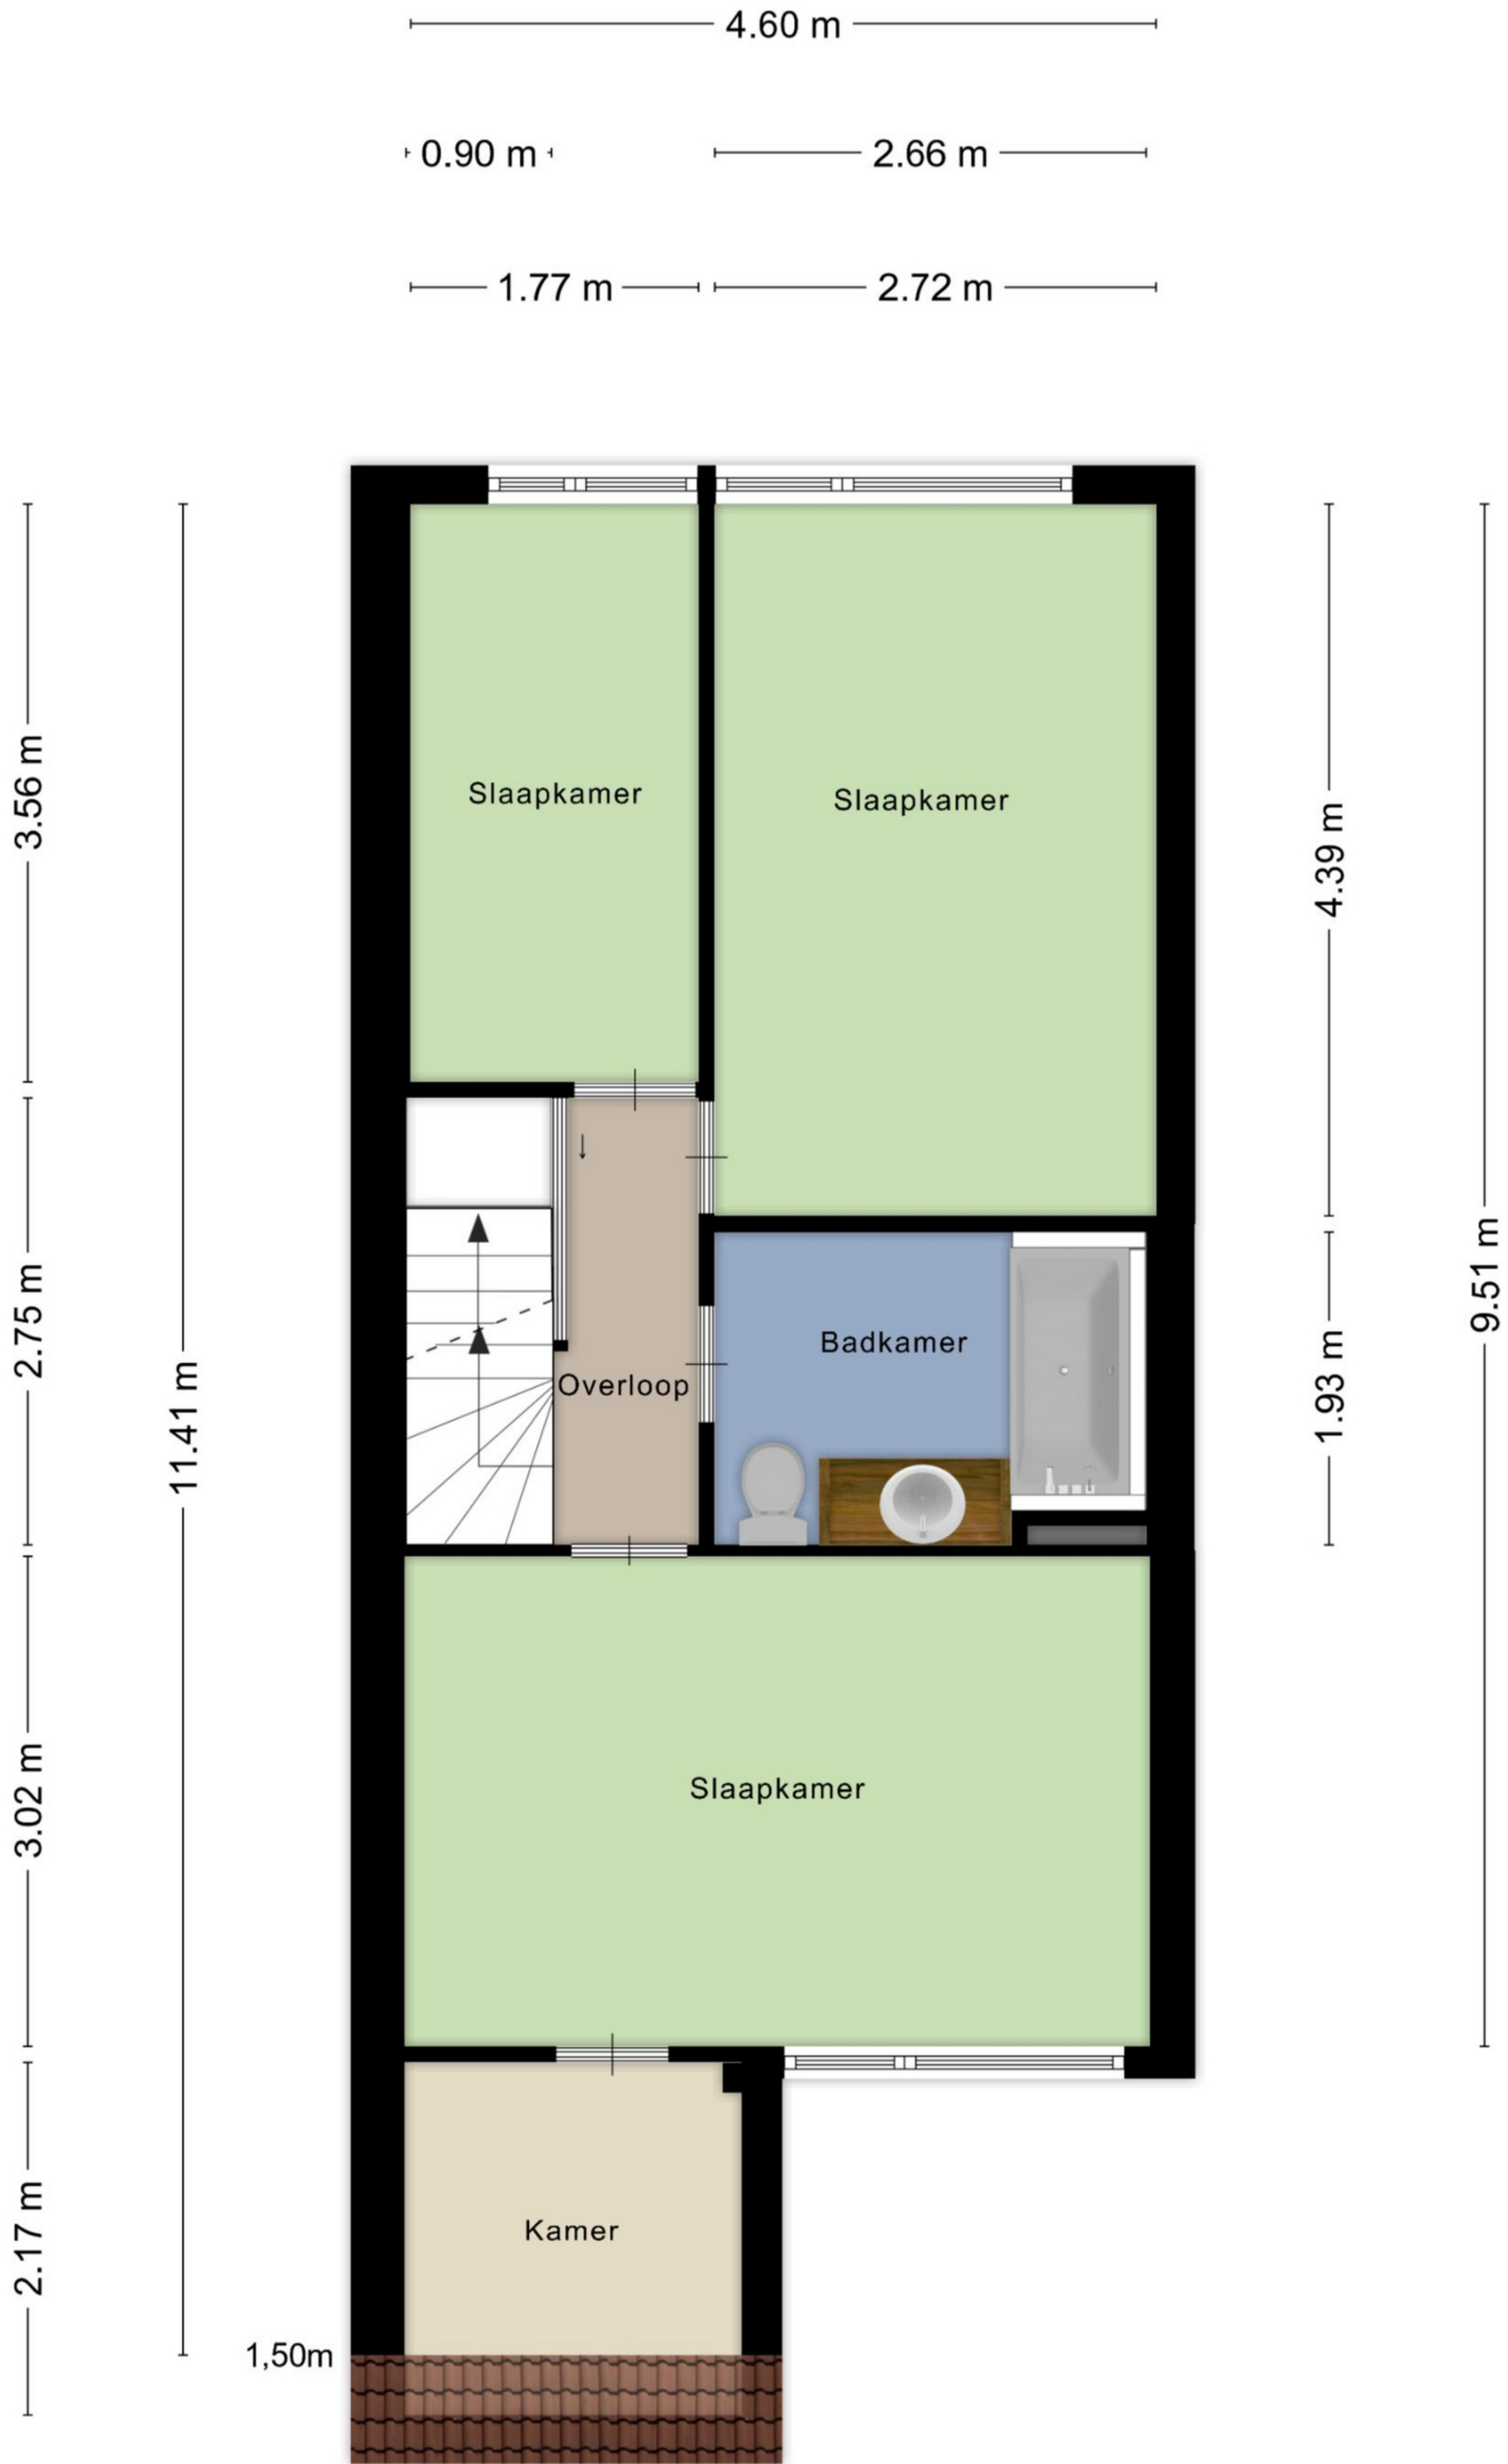 4.60 m
0.90 m
2.66 m
1.77 m
2.72 m
3.56 m
2.75 m
3.02 m
2.17 m
11.41 m
1,50m
Slaapkamer
Slaapkamer
Overloop
Badkamer
Slaapkamer
Kamer
4.39 m
1.93 m
9.51 m